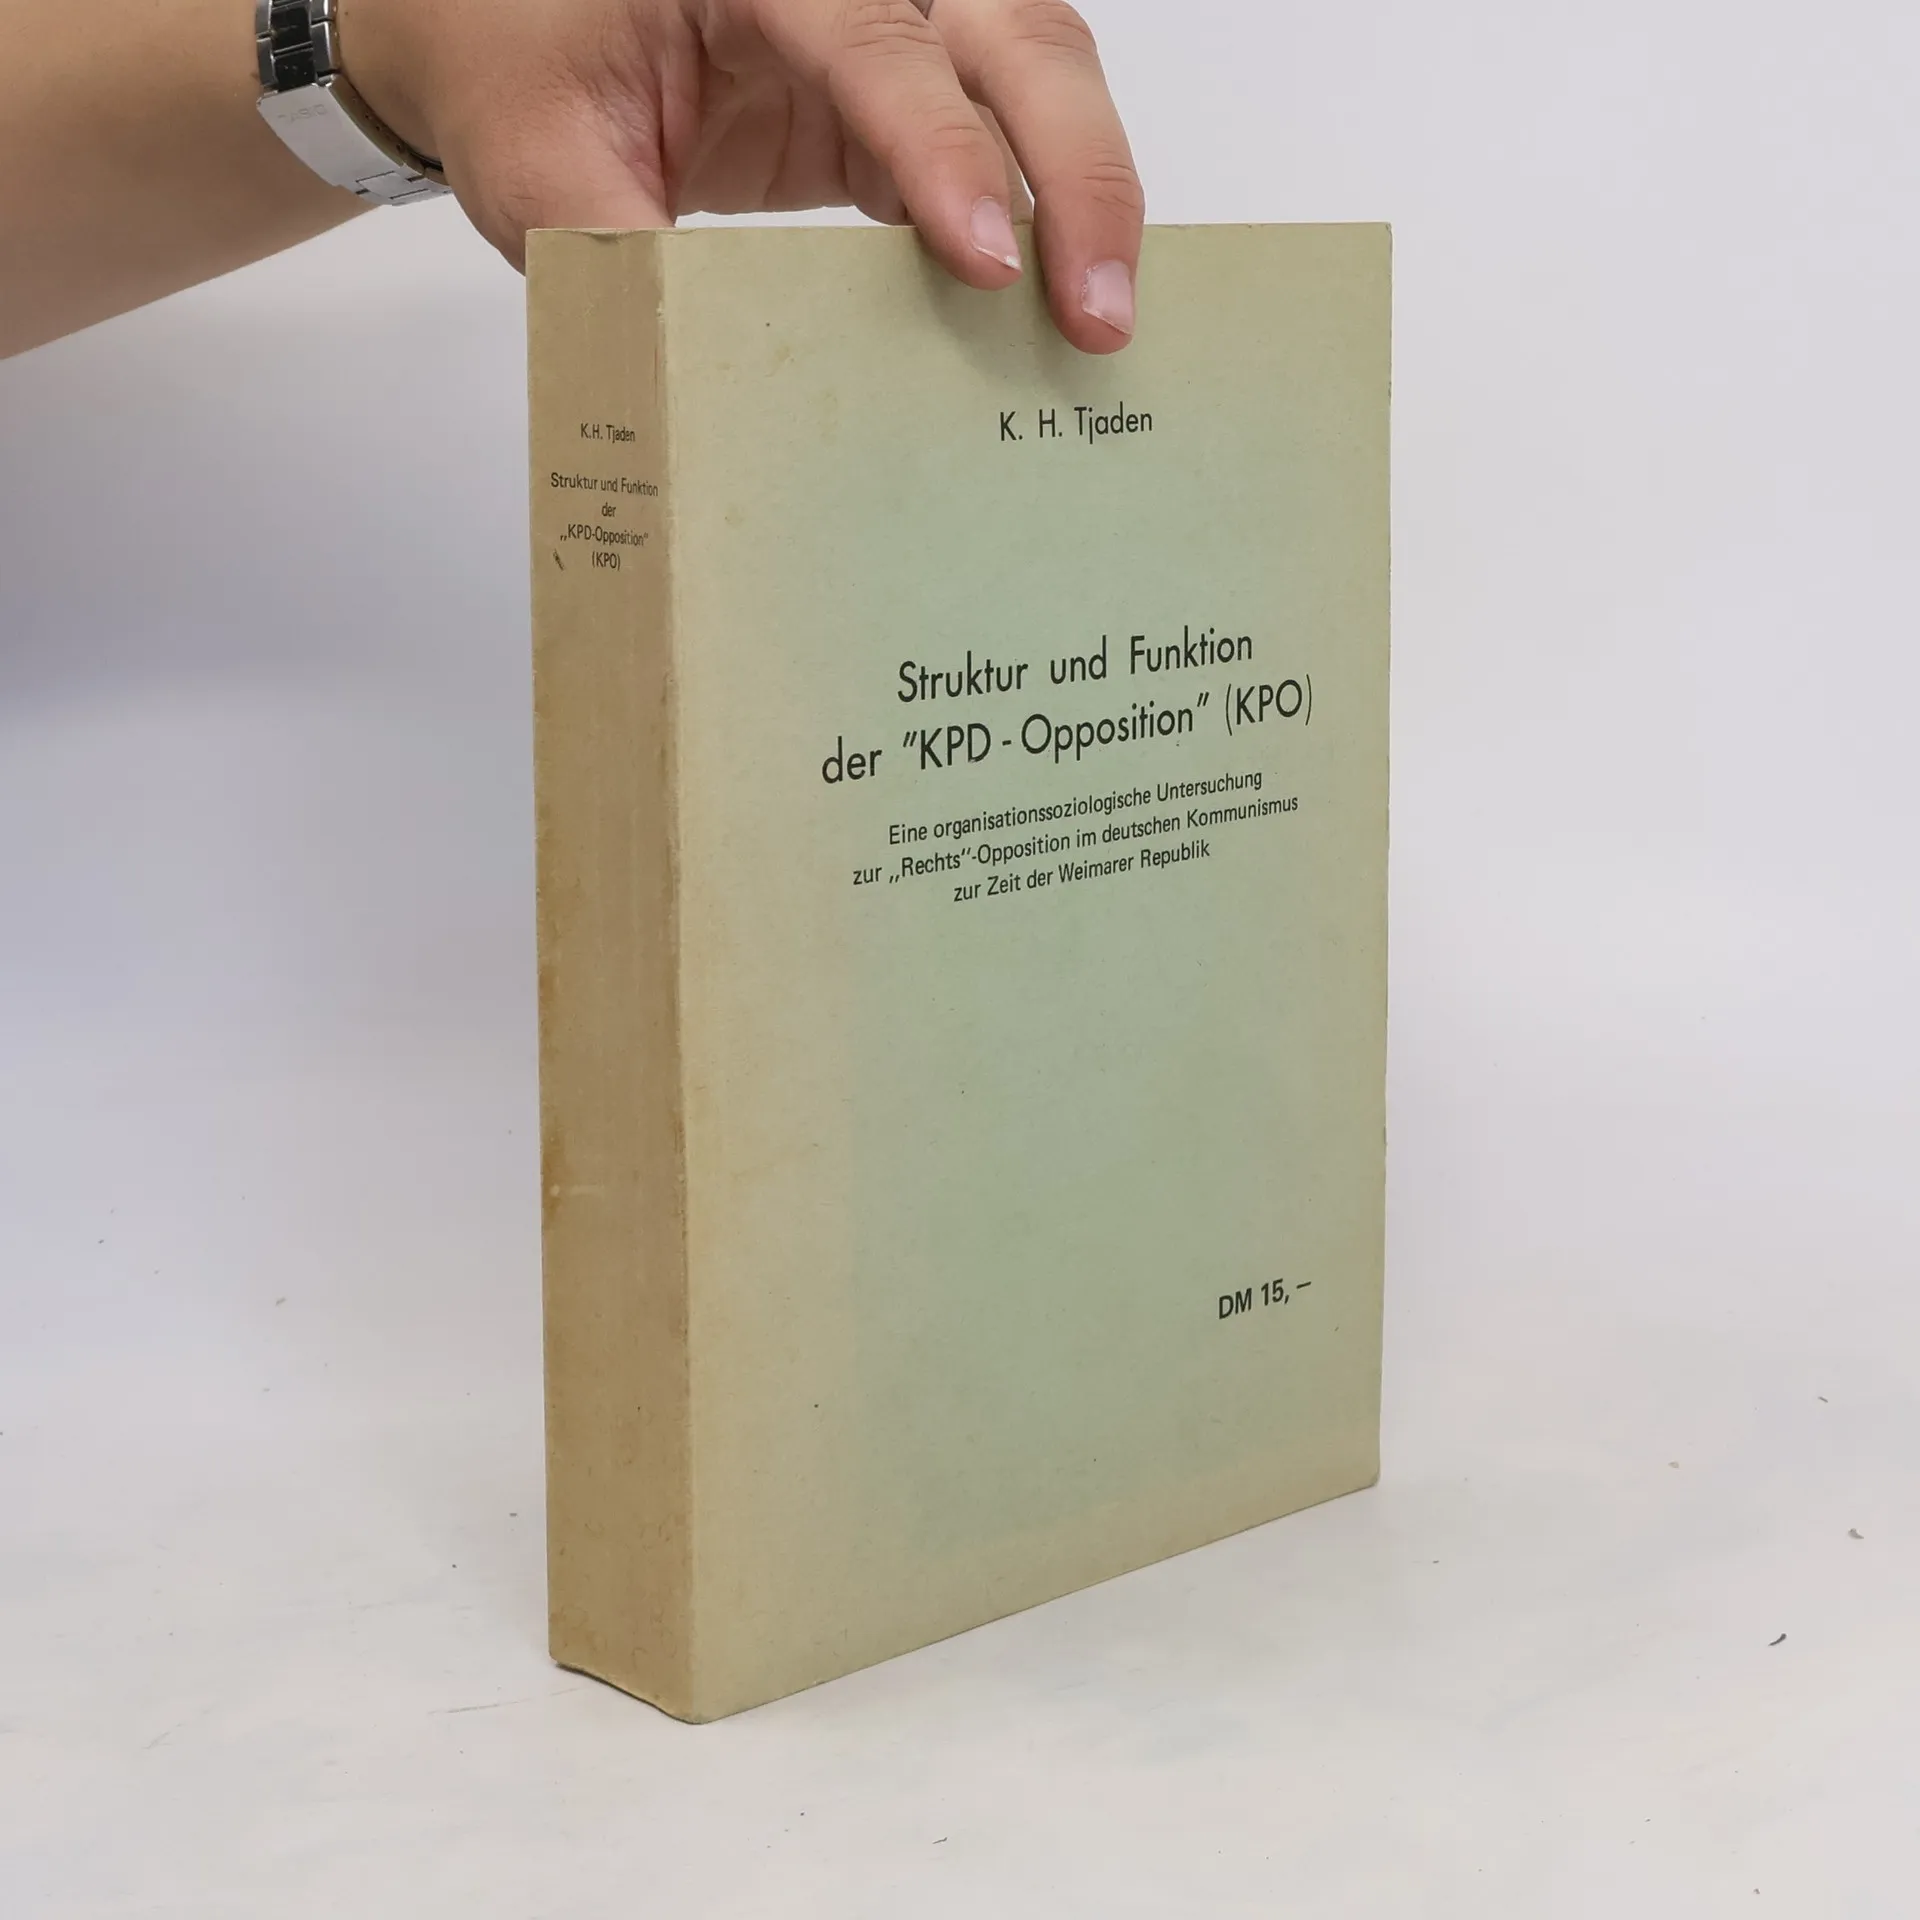 K.H. Tjaden
Struktur und Funktion
der
„KPD-Opposition"
(KPO)
K. H. Tjaden
Struktur und Funktion
der "KPD - Opposition" (KPO)
Eine organisationssoziologische Untersuchung
zur „Rechts"-Opposition im deutschen Kommunismus
zur Zeit der Weimarer Republik
DM 15, –
CASIO